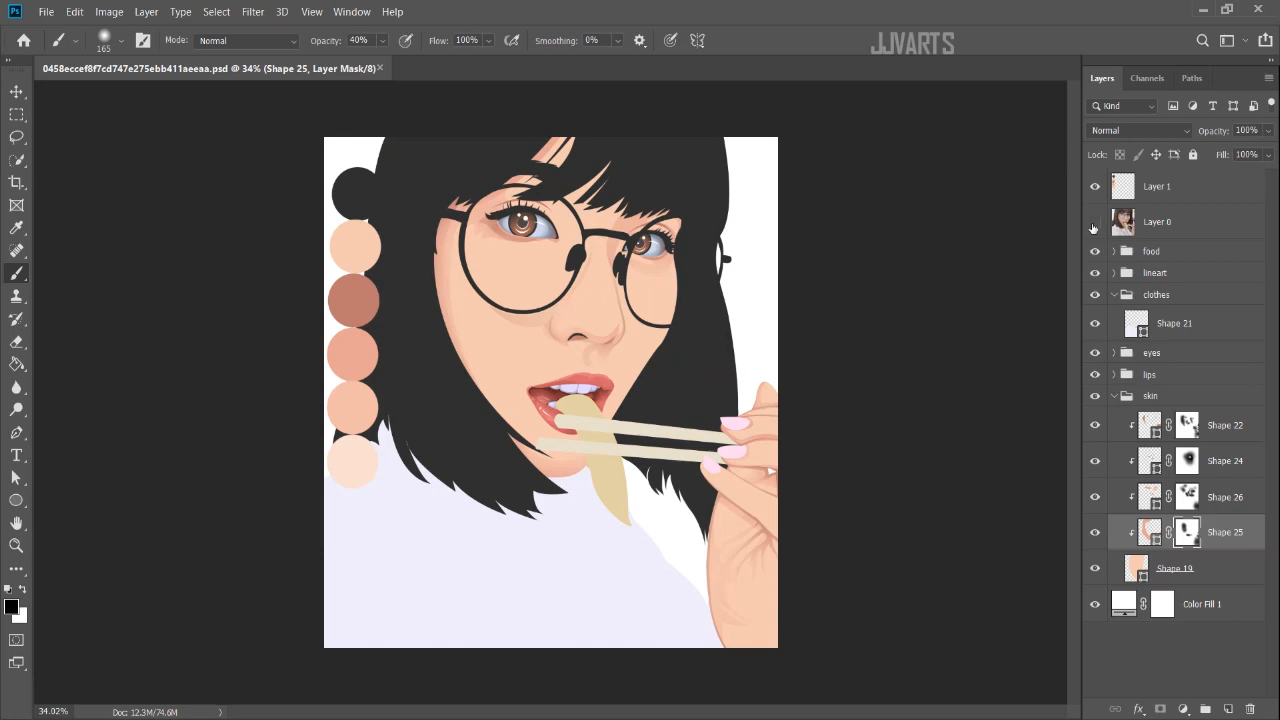 Ps File Edit Image Layer Type Select Filter 3D View Window Help
165 Mode: Normal Opacity: 40% Flow: 100% Smoothing: 0% JJVARTS
0458eccef8f7cd747e275ebb411aeeaa.psd @ 34% (Shape 25, Layer Mask/8)
Layers Channels Paths
Kind
Normal Opacity: 100%
Lock: Fill: 100%
Layer 1
Layer 0
food
lineart
clothes
Shape 21
eyes
lips
skin
Shape 22
Shape 24
Shape 26
Shape 25
Shape 19
Color Fill 1
34.02% Doc: 12.3M/74.6M